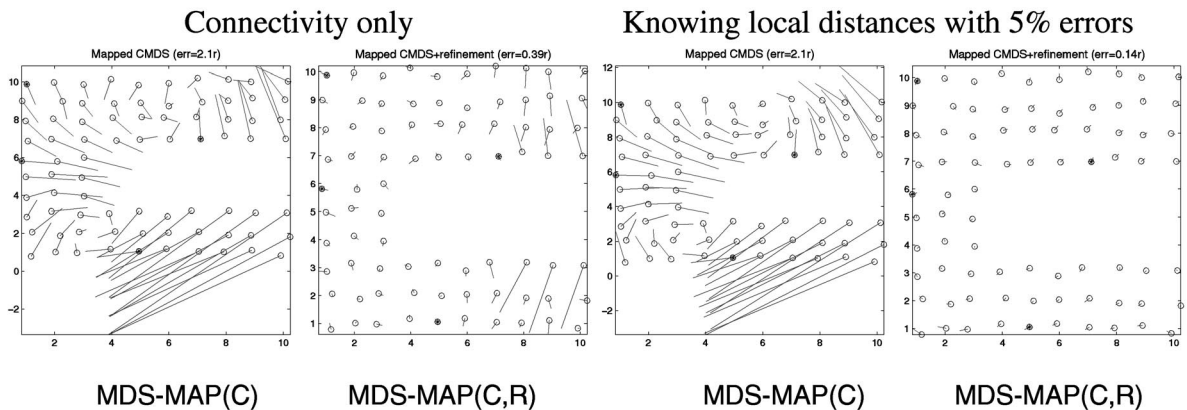 Connectivity only
Knowing local distances with 5% errors
Mapped CMDS (err=2.1r)
Mapped CMDS+refinement (err=0.39r)
Mapped CMDS (err=2.1r)
Mapped CMDS+refinement (err=0.14r)
10
8
6
4
2
0
−2
2 4 6 8 10
10
9
8
7
6
5
4
3
2
1
2 4 6 8 10
12
10
8
6
4
2
0
−2
2 4 6 8 10
10
9
8
7
6
5
4
3
2
1
2 4 6 8 10
MDS-MAP(C)
MDS-MAP(C,R)
MDS-MAP(C)
MDS-MAP(C,R)